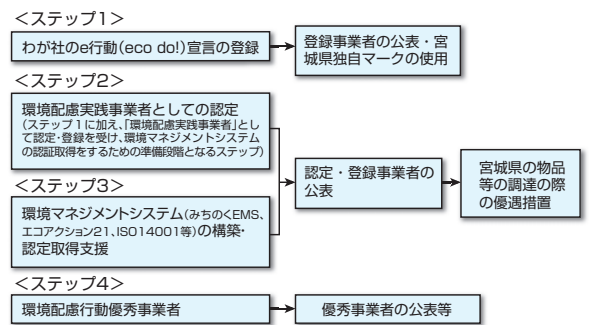 ＜ステップ1＞
わが社のe行動(eco do!)宣言の登録
登録事業者の公表・宮
城県独自マークの使用
＜ステップ2＞
環境配慮実践事業者としての認定
(ステップ1に加え、「環境配慮実践事業者」とし
て認定・登録を受け、環境マネジメントシステム
の認証取得をするための準備段階となるステップ)
＜ステップ3＞
環境マネジメントシステム(みちのくEMS、
エコアクション21、ISO14001等)の構築・
認定取得支援
認定・登録事業者の
公表
宮城県の物品
等の調達の際
の優遇措置
＜ステップ4＞
環境配慮行動優秀事業者
優秀事業者の公表等